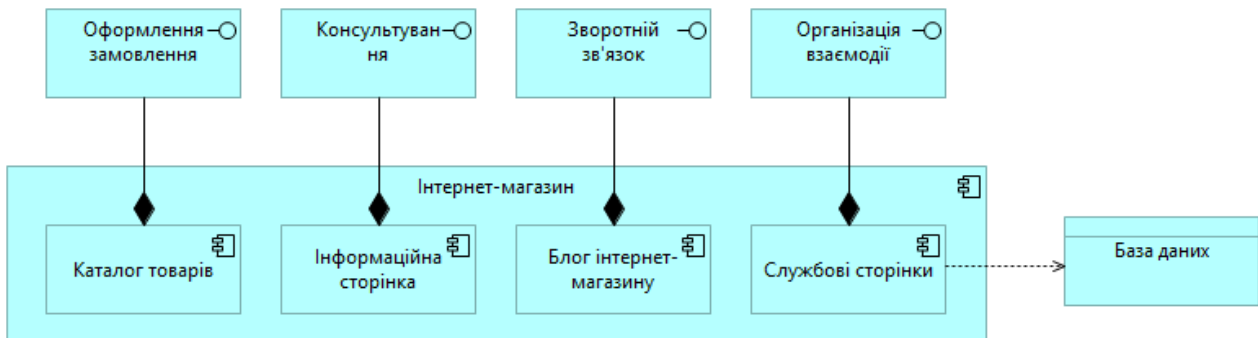 Оформлення
замовлення
Консультуван
ня
Зворотній
зв'язок
Організація
взаємодії
Інтернет-магазин
Каталог товарів
Інформаційна
сторінка
Блог інтернет-
магазину
Службові сторінки
База даних